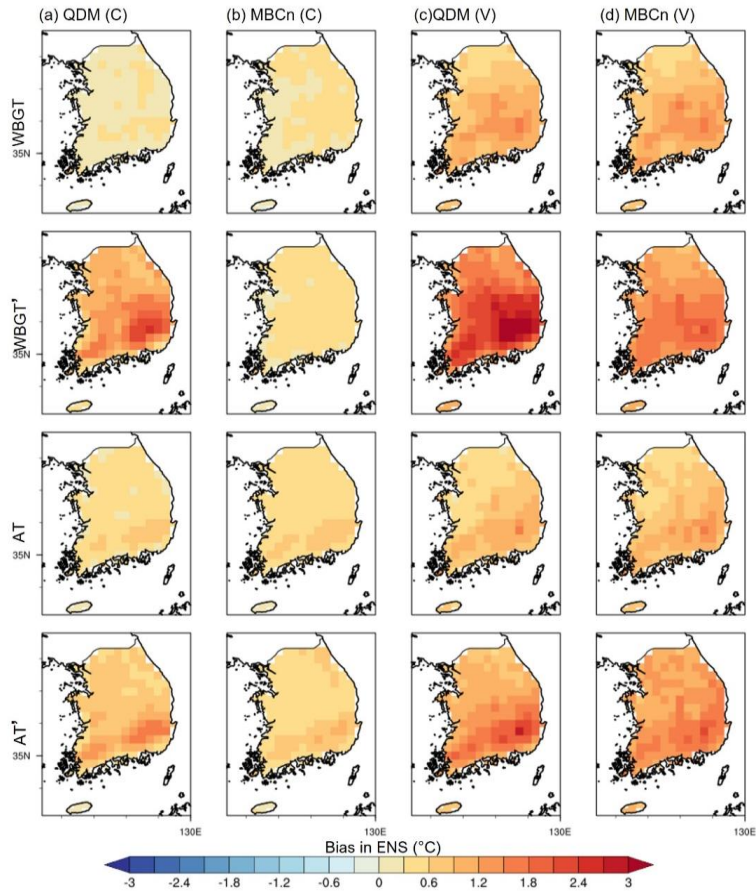 (a) QDM (C) (b) MBCn (C) (c)QDM (V) (d) MBCn (V)
WBGT
35N
WBGT’
35N
AT
35N
AT’
35N
130E 130E 130E 130E
Bias in ENS (°C)
-3 -2.4 -1.8 -1.2 -0.6 0 0.6 1.2 1.8 2.4 3